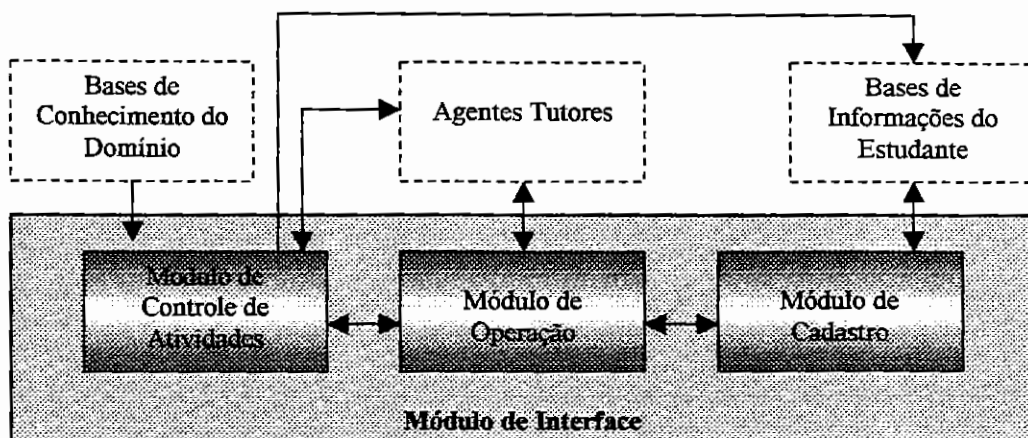 Bases de
Conhecimento do
Domínio
Agentes Tutores
Bases de
Informações do
Estudante
Módulo de
Controle de
Atividades
Módulo de
Operação
Módulo de
Cadastro
Módulo de Interface